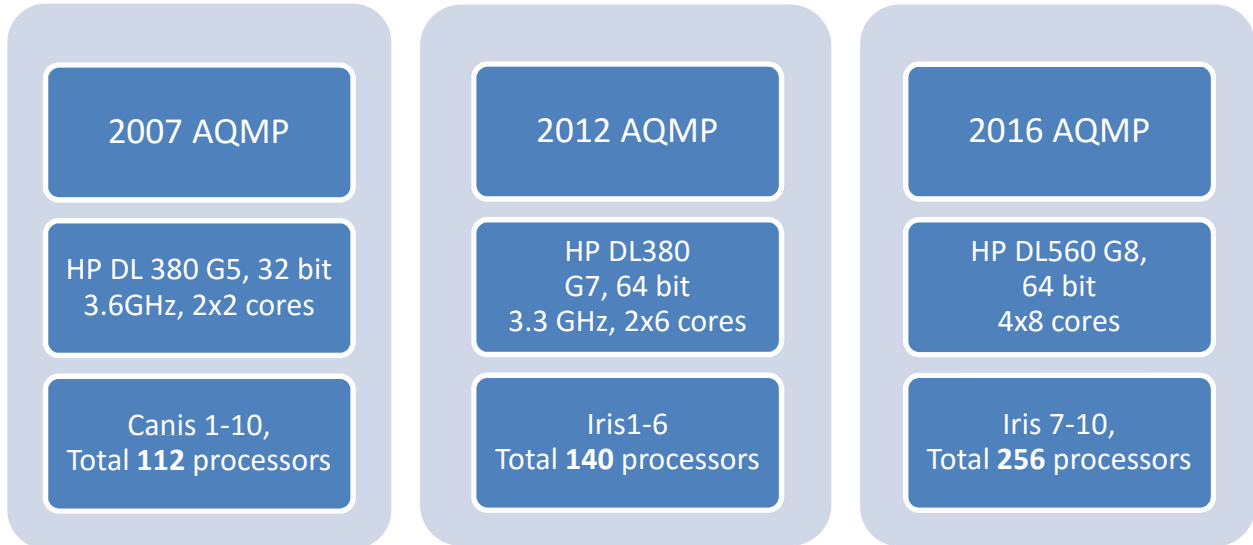 2007 AQMP
HP DL 380 G5, 32 bit
3.6GHz, 2x2 cores
Canis 1-10,
Total 112 processors
2012 AQMP
HP DL380
G7, 64 bit
3.3 GHz, 2x6 cores
Iris1-6
Total 140 processors
2016 AQMP
HP DL560 G8,
64 bit
4x8 cores
Iris 7-10,
Total 256 processors